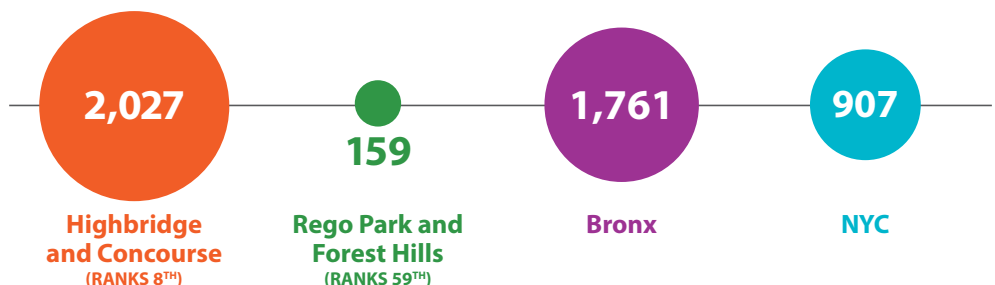 2,027
159
1,761
907
Highbridge
and Concourse
(RANKS 8TH)
Rego Park and
Forest Hills
(RANKS 59TH)
Bronx
NYC